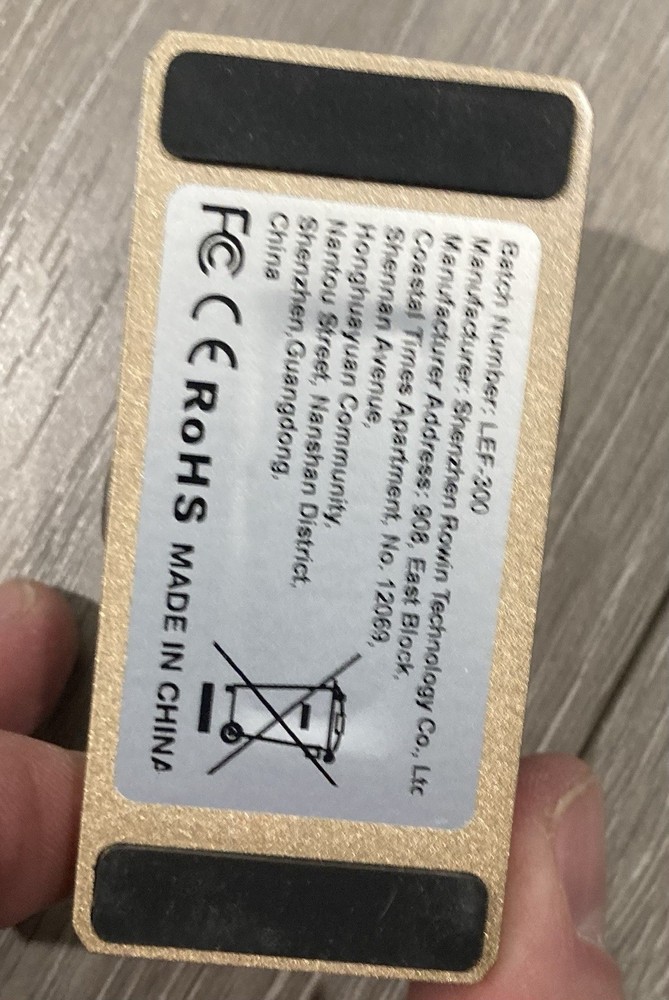 Batch Number: LEF-300
Manufacturer: Shenzhen Rowin Technology Co., Ltc
Manufacturer Address: 908, East Block,
Coastal Times Apartment, No. 12069,
Shennan Avenue,
Honghuayuan Community,
Nantou Street, Nanshan District,
Shenzhen,Guangdong,
China
FC CE RoHS MADE IN CHINA